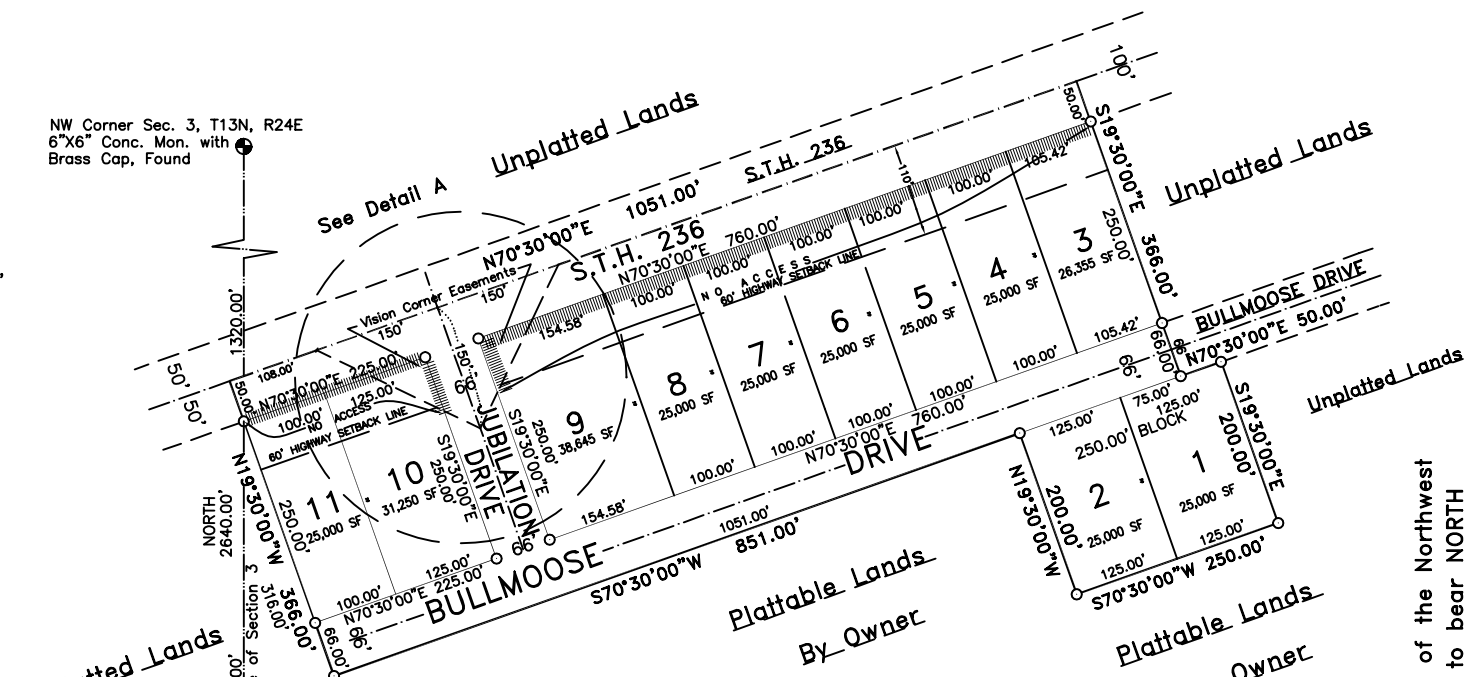 NW Corner Sec. 3, T13N, R24E
6"X6" Conc. Mon. with
Brass Cap, Found
See Detail A
Unplatted Lands
Unplatted Lands
Unplatted Lands
100'
50.00'
N70°30'00"E 1051.00'
S.T.H. 236
S.T.H. 236
N70°30'00"E 760.00'
Vision Corner Easements
150'
150'
150'
110'
1320.00'
50'
50'
50'
50.00'
108.00'
N70°30'00"E 225.00'
100.00'
125.00'
NO ACCESS
60' HIGHWAY SETBACK LINE
66'
154.58'
100.00'
100.00'
100.00'
100.00'
100.00'
105.42'
NO ACCESS
60' HIGHWAY SETBACK LINE
S19°30'00"E 366.00'
250.00'
3
26,355 SF
4
25,000 SF
5
25,000 SF
6
25,000 SF
7
25,000 SF
8
25,000 SF
9
38,645 SF
10
31,250 SF
11
25,000 SF
250.00'
S19°30'00"E
S19°30'00"E
250.00'
JUBILATION
DRIVE
66'
250.00'
N19°30'00"W 366.00'
316.00'
NORTH
2640.00'
of Section 3
100.00'
125.00'
N70°30'00"E 225.00'
66.00'
66'
154.58'
100.00'
100.00'
100.00'
100.00'
100.00'
105.42'
N70°30'00"E 760.00'
BULLMOOSE DRIVE
1051.00'
S70°30'00"W 851.00'
BULLMOOSE DRIVE
N70°30'00"E 50.00'
66.00'
66'
66'
75.00'
125.00'
125.00'
250.00'
BLOCK
1
25,000 SF
2
25,000 SF
200.00'
S19°30'00"E
N19°30'00"W
200.00'
125.00'
125.00'
S70°30'00"W 250.00'
Plattable Lands
By Owner
Plattable Lands
Owner
tted Lands
of the Northwest
to bear NORTH